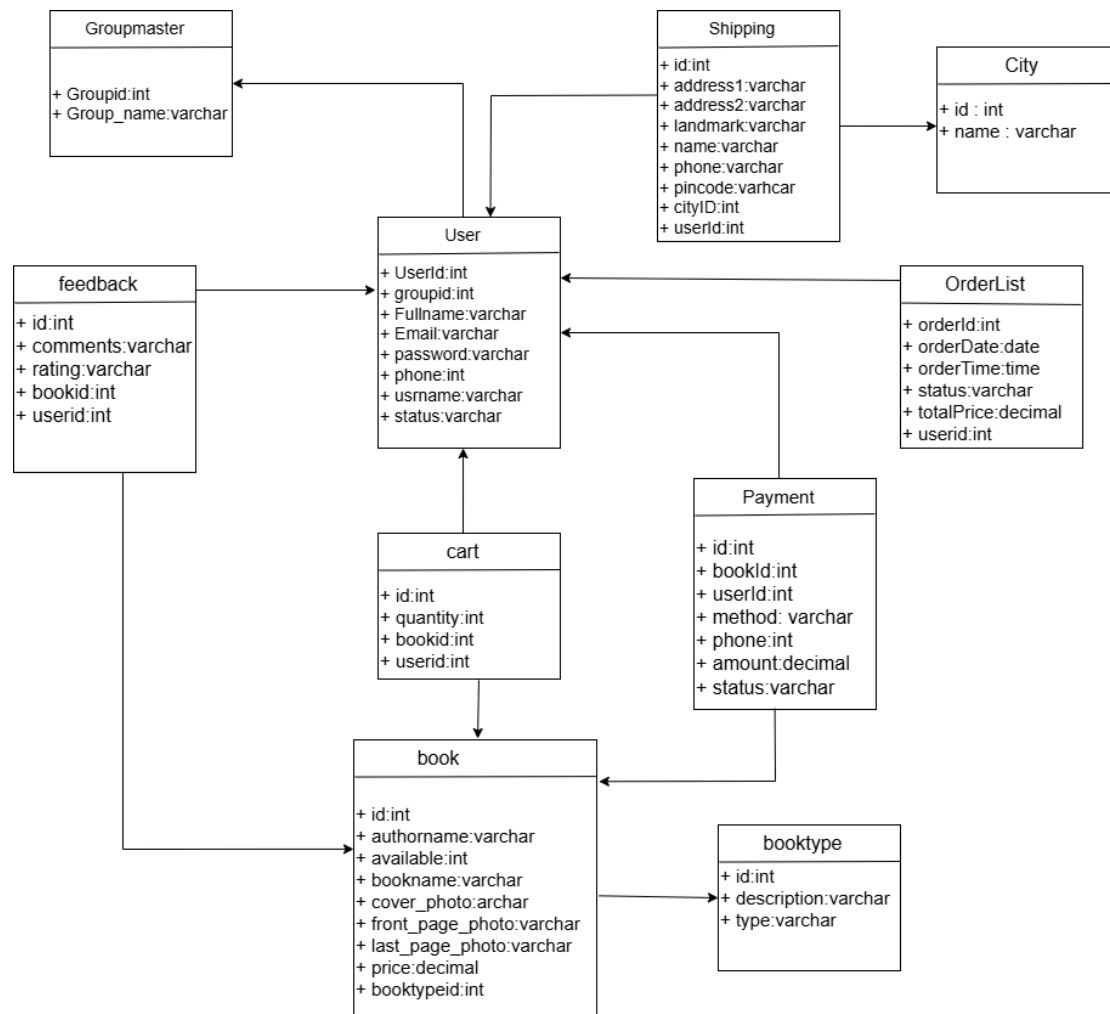 Groupmaster
+ Groupid:int
+ Group_name:varchar
Shipping
+ id:int
+ address1:varchar
+ address2:varchar
+ landmark:varchar
+ name:varchar
+ phone:varchar
+ pincode:varhcar
+ cityID:int
+ userId:int
City
+ id : int
+ name : varchar
User
+ UserId:int
+ groupid:int
+ Fullname:varchar
+ Email:varchar
+ password:varchar
+ phone:int
+ usrname:varchar
+ status:varchar
feedback
+ id:int
+ comments:varchar
+ rating:varchar
+ bookid:int
+ userid:int
OrderList
+ orderId:int
+ orderDate:date
+ orderTime:time
+ status:varchar
+ totalPrice:decimal
+ userid:int
Payment
+ id:int
+ bookId:int
+ userId:int
+ method: varchar
+ phone:int
+ amount:decimal
+ status:varchar
cart
+ id:int
+ quantity:int
+ bookid:int
+ userid:int
book
+ id:int
+ authorname:varchar
+ available:int
+ bookname:varchar
+ cover_photo:archar
+ front_page_photo:varchar
+ last_page_photo:varchar
+ price:decimal
+ booktypeid:int
booktype
+ id:int
+ description:varchar
+ type:varchar